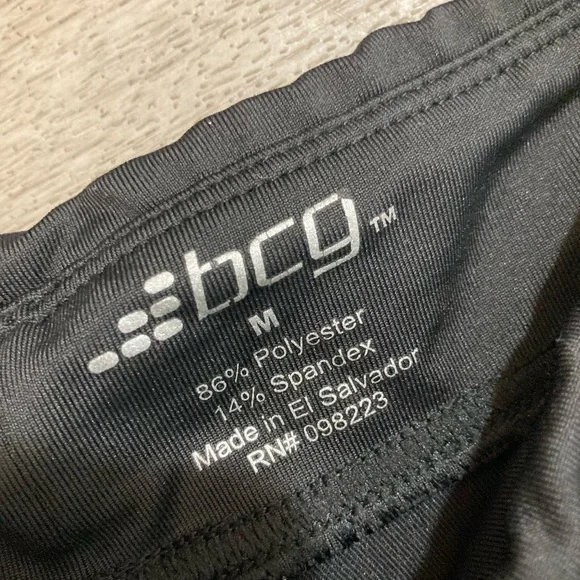 bcg™
M
86% Polyester
14% Spandex
Made in El Salvador
RN# 098223